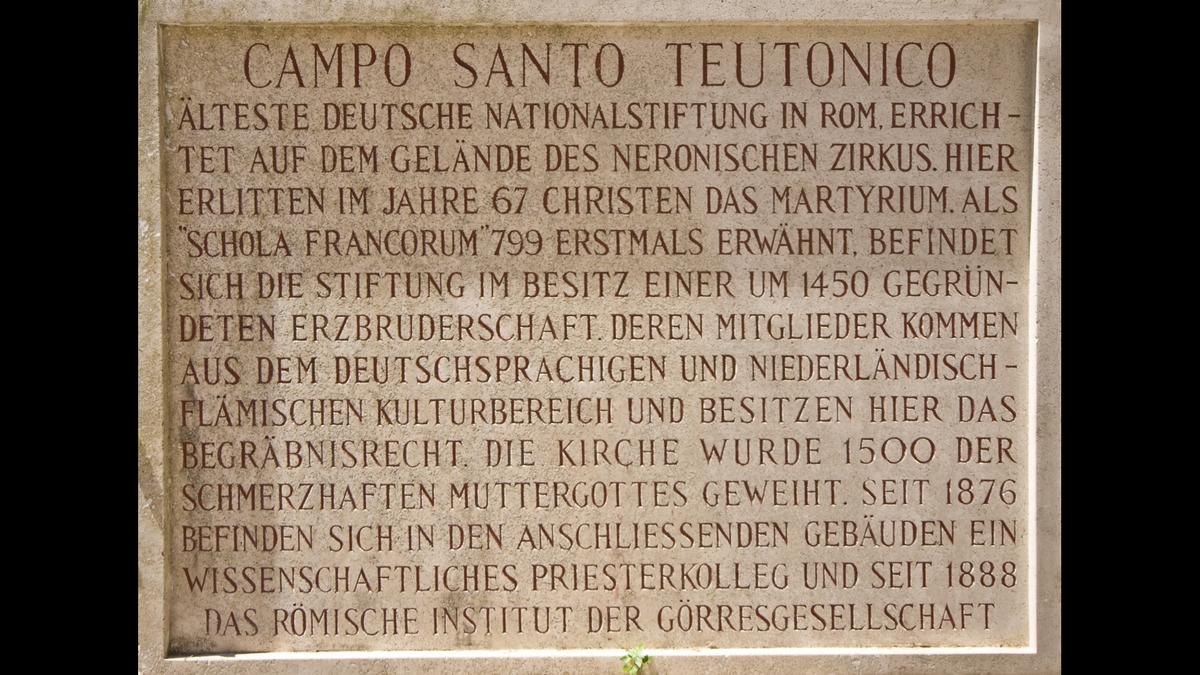 CAMPO SANTO TEUTONICO
ÄLTESTE DEUTSCHE NATIONALSTIFTUNG IN ROM, ERRICH-
TET AUF DEM GELÄNDE DES NERONISCHEN ZIRKUS. HIER
ERLITTEN IM JAHRE 67 CHRISTEN DAS MARTYRIUM. ALS
"SCHOLA FRANCORUM" 799 ERSTMALS ERWÄHNT, BEFINDET
SICH DIE STIFTUNG IM BESITZ EINER UM 1450 GEGRÜN-
DETEN ERZBRUDERSCHAFT. DEREN MITGLIEDER KOMMEN
AUS DEM DEUTSCHSPRACHIGEN UND NIEDERLÄNDISCH-
FLÄMISCHEN KULTURBEREICH UND BESITZEN HIER DAS
BEGRÄBNISRECHT. DIE KIRCHE WURDE 1500 DER
SCHMERZHAFTEN MUTTERGOTTES GEWEIHT. SEIT 1876
BEFINDEN SICH IN DEN ANSCHLIESSENDEN GEBÄUDEN EIN
WISSENSCHAFTLICHES PRIESTERKOLLEG UND SEIT 1888
DAS RÖMISCHE INSTITUT DER GÖRRESGESELLSCHAFT